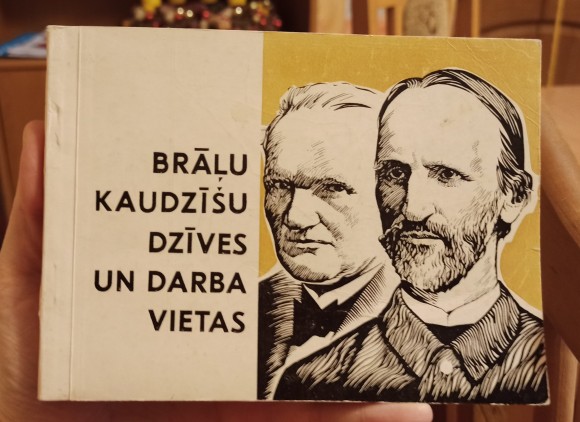 BRĀĻU
KAUDZĪŠU
DZĪVES
UN DARBA
VIETAS